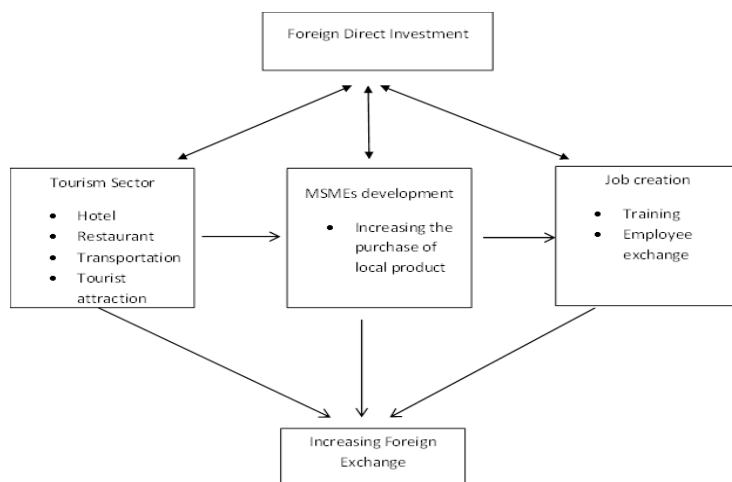 Foreign Direct Investment
Tourism Sector
• Hotel
• Restaurant
• Transportation
• Tourist
attraction
MSMEs development
• Increasing the
purchase of
local product
Job creation
• Training
• Employee
exchange
Increasing Foreign
Exchange